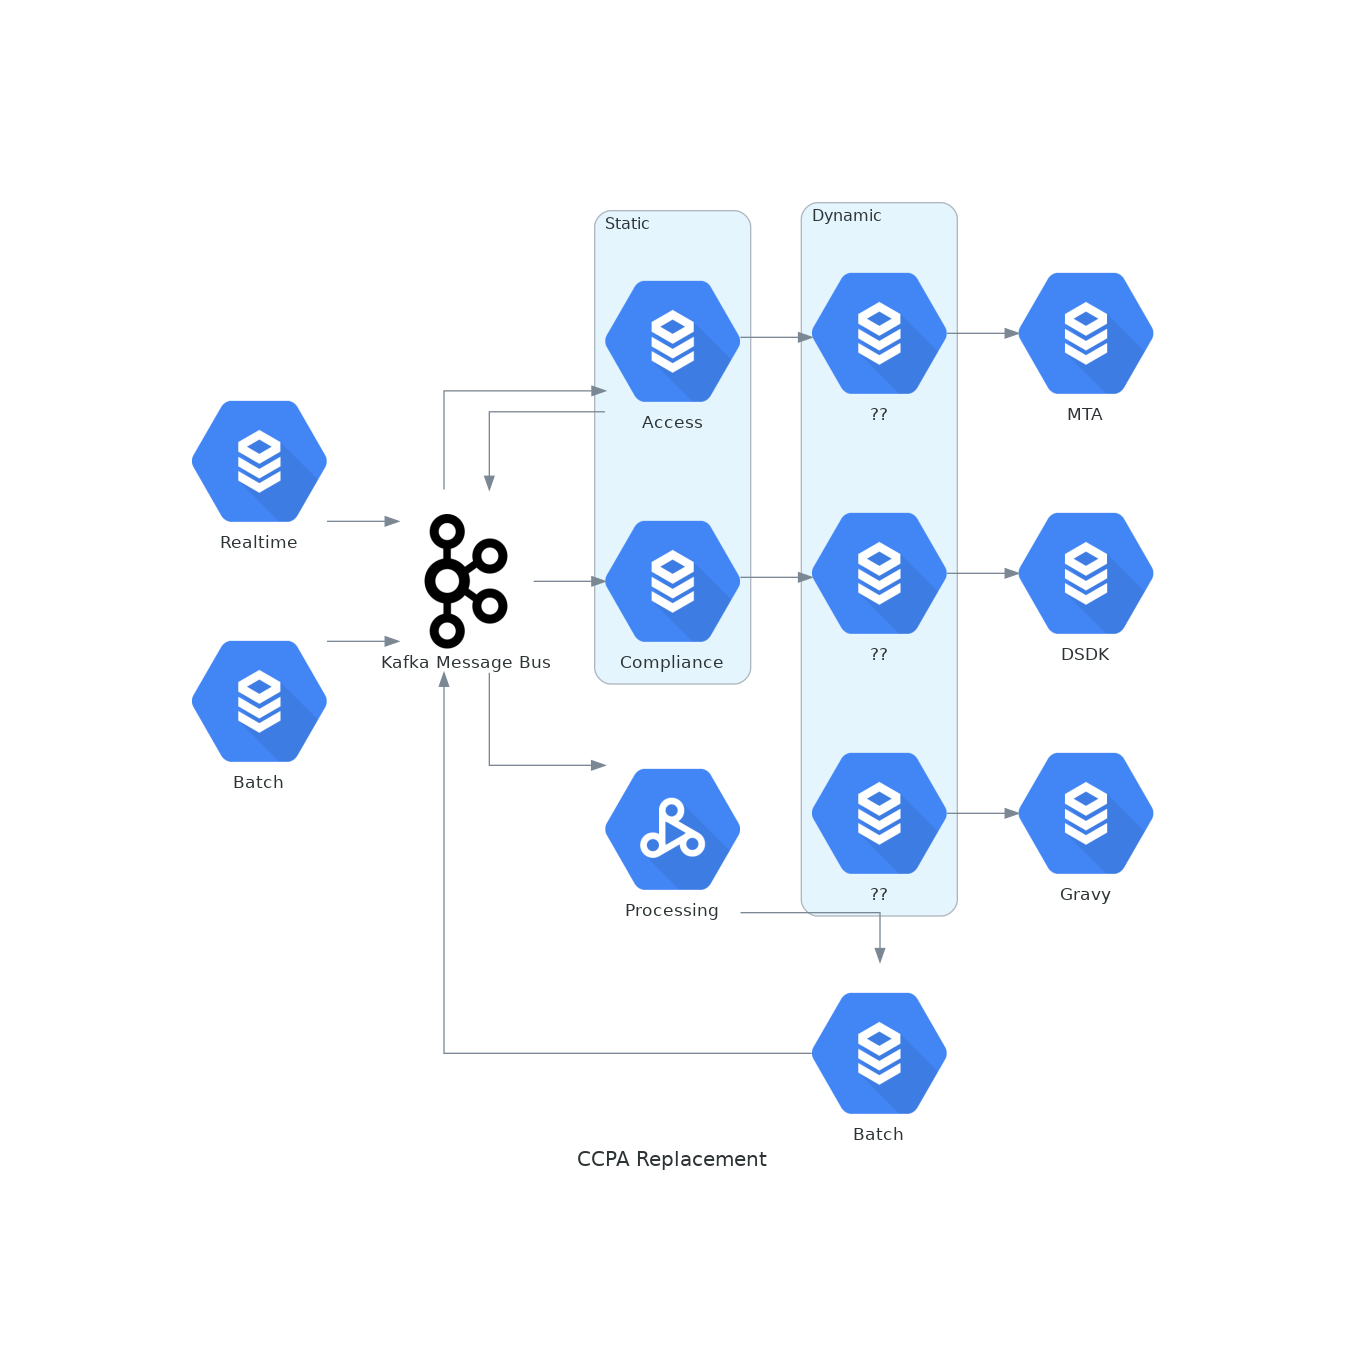 Static
Dynamic
Access
??
MTA
Realtime
Kafka Message Bus
Compliance
??
DSDK
Batch
Processing
??
Gravy
Batch
CCPA Replacement